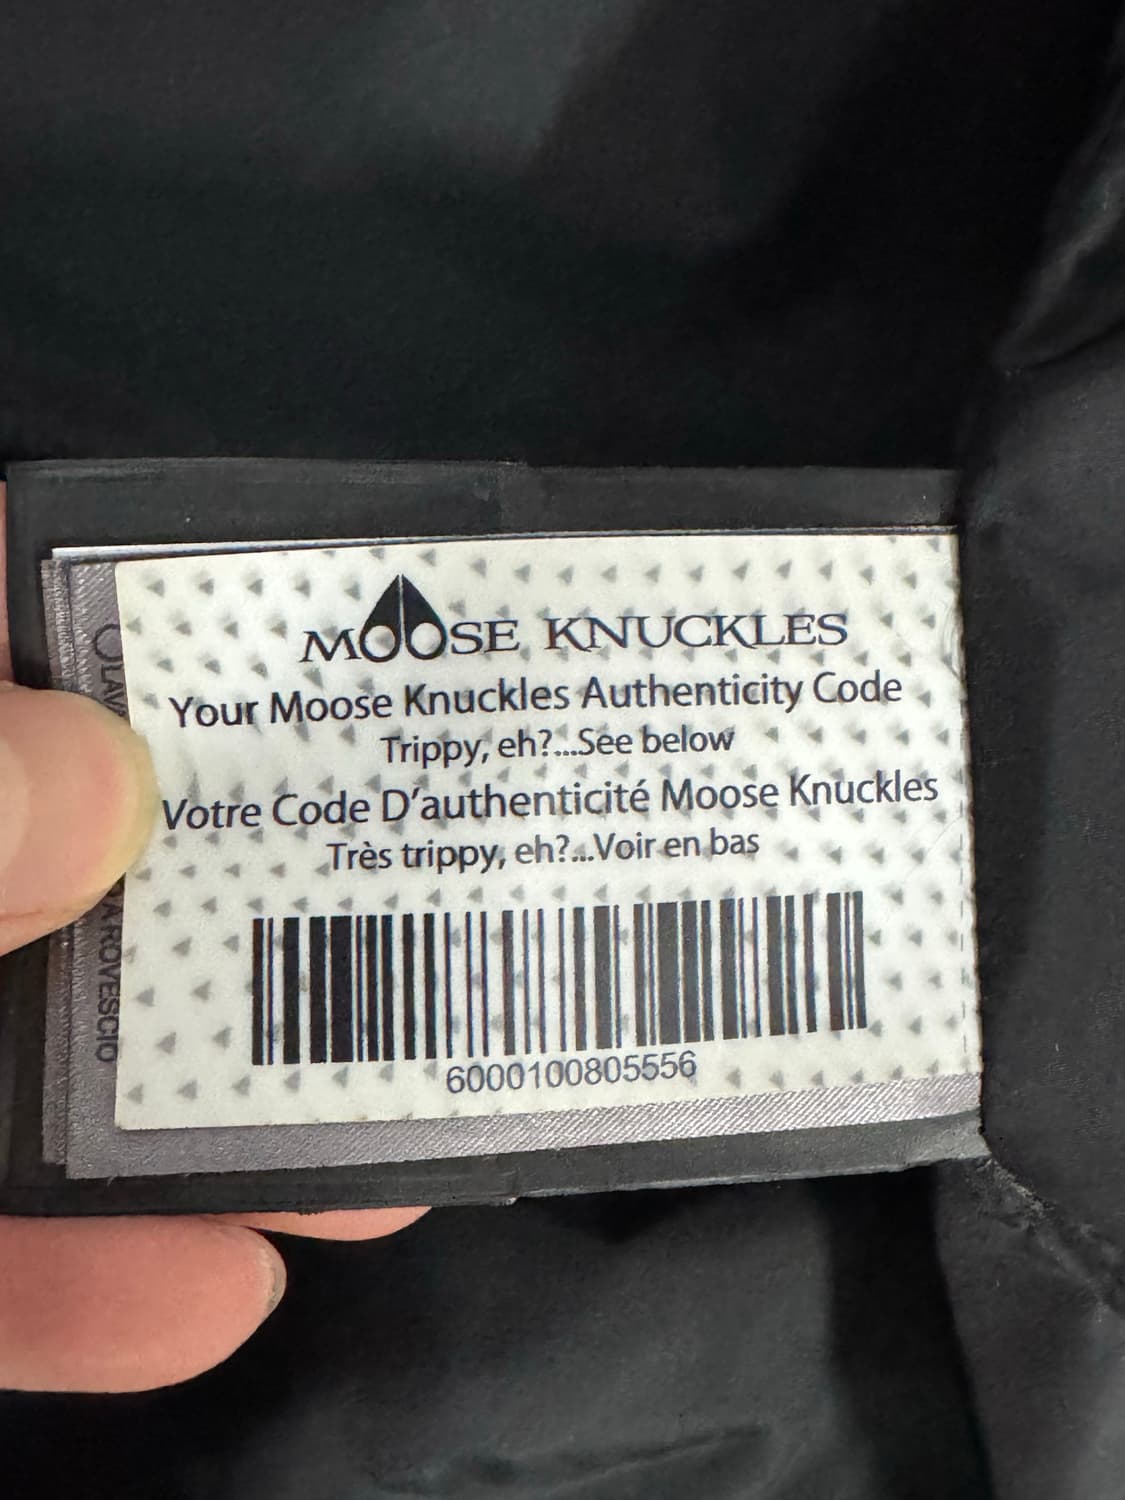 MOOSE KNUCKLES
Your Moose Knuckles Authenticity Code
Trippy, eh?...See below
Votre Code D'authenticité Moose Knuckles
Très trippy, eh?...Voir en bas
6000100805556
ROVESCIO